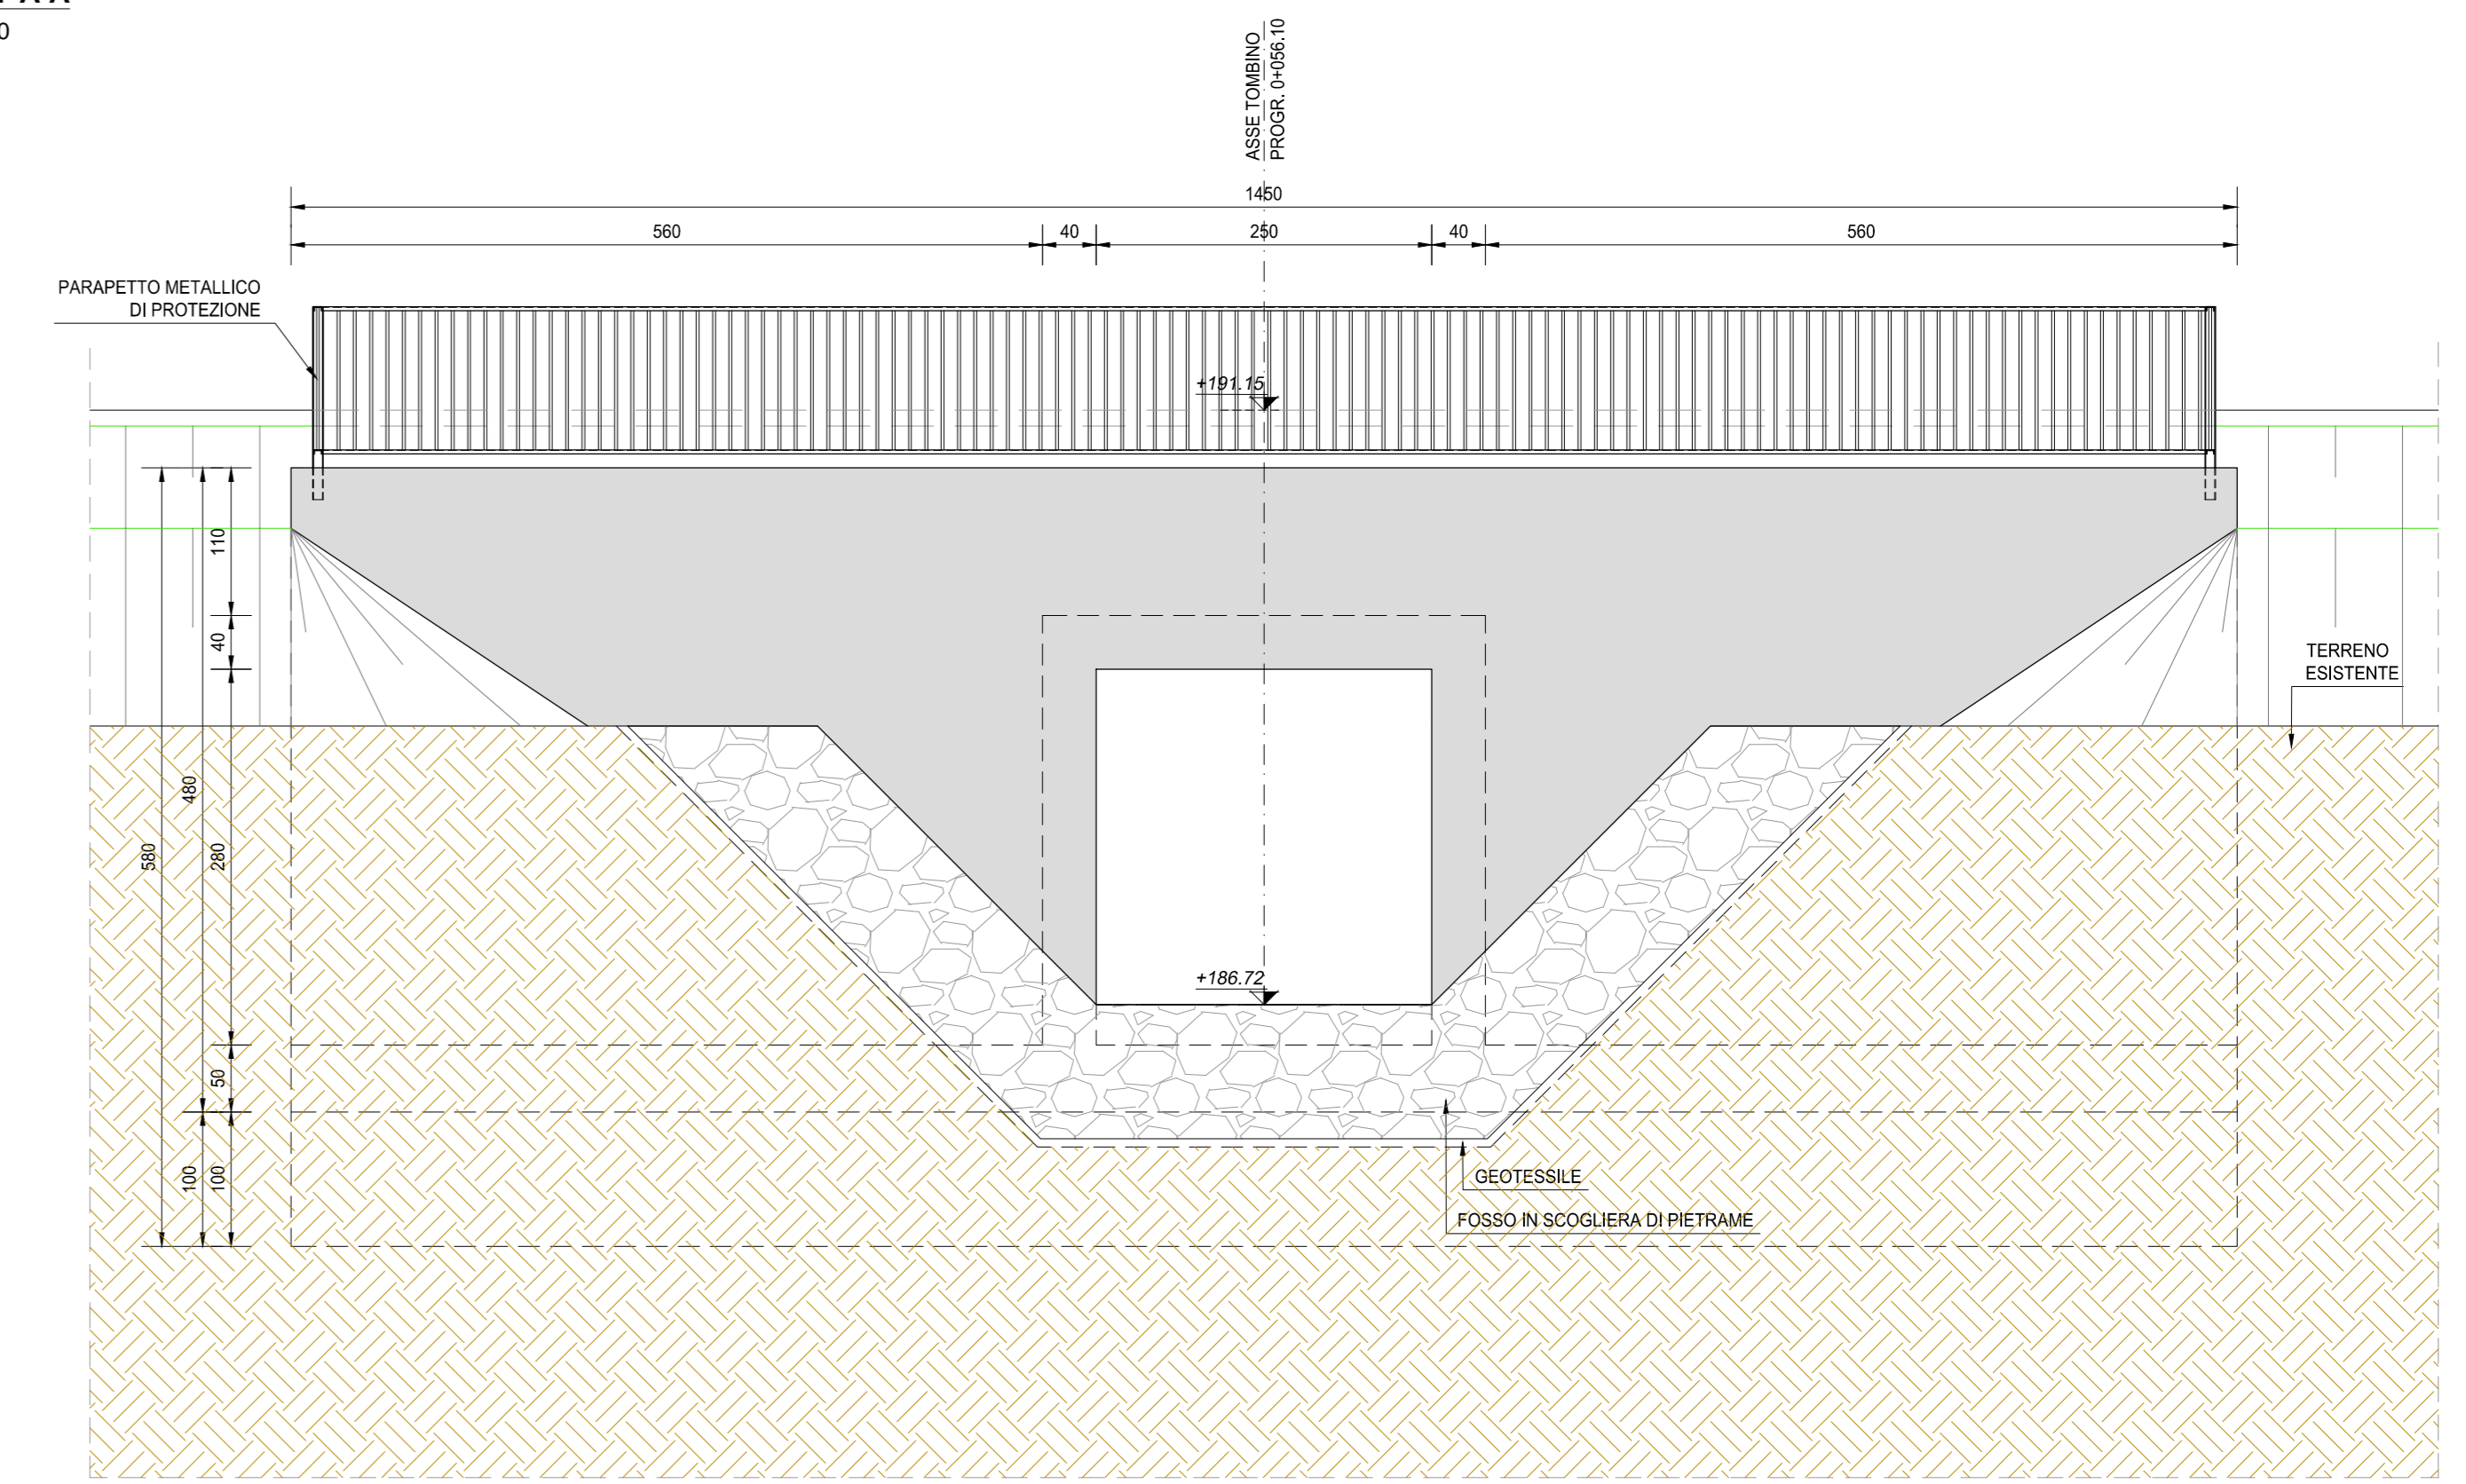 A-A
0
ASSE TOMBINO
PROGR. 0+056.10
1450
560
40
250
40
560
PARAPETTO METALLICO
DI PROTEZIONE
+191.15
110
40
TERRENO
ESISTENTE
480
580
280
+186.72
50
100
100
GEOTESSILE
FOSSO IN SCOGLIERA DI PIETRAME